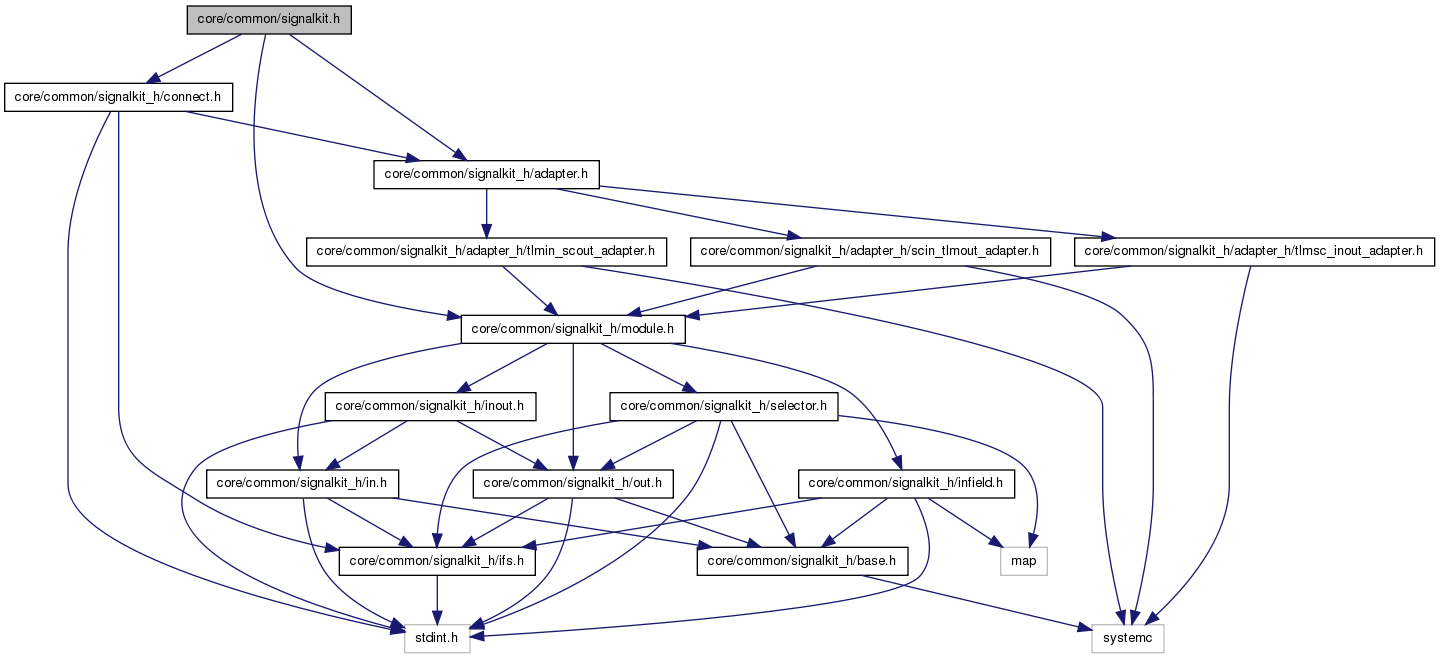 core/common/signalkit.h
core/common/signalkit_h/connect.h
core/common/signalkit_h/adapter.h
core/common/signalkit_h/adapter_h/tlmin_scout_adapter.h
core/common/signalkit_h/adapter_h/scin_tlmout_adapter.h
core/common/signalkit_h/adapter_h/tlmsc_inout_adapter.h
core/common/signalkit_h/module.h
core/common/signalkit_h/inout.h
core/common/signalkit_h/selector.h
core/common/signalkit_h/in.h
core/common/signalkit_h/out.h
core/common/signalkit_h/infield.h
core/common/signalkit_h/ifs.h
core/common/signalkit_h/base.h
map
stdint.h
systemc